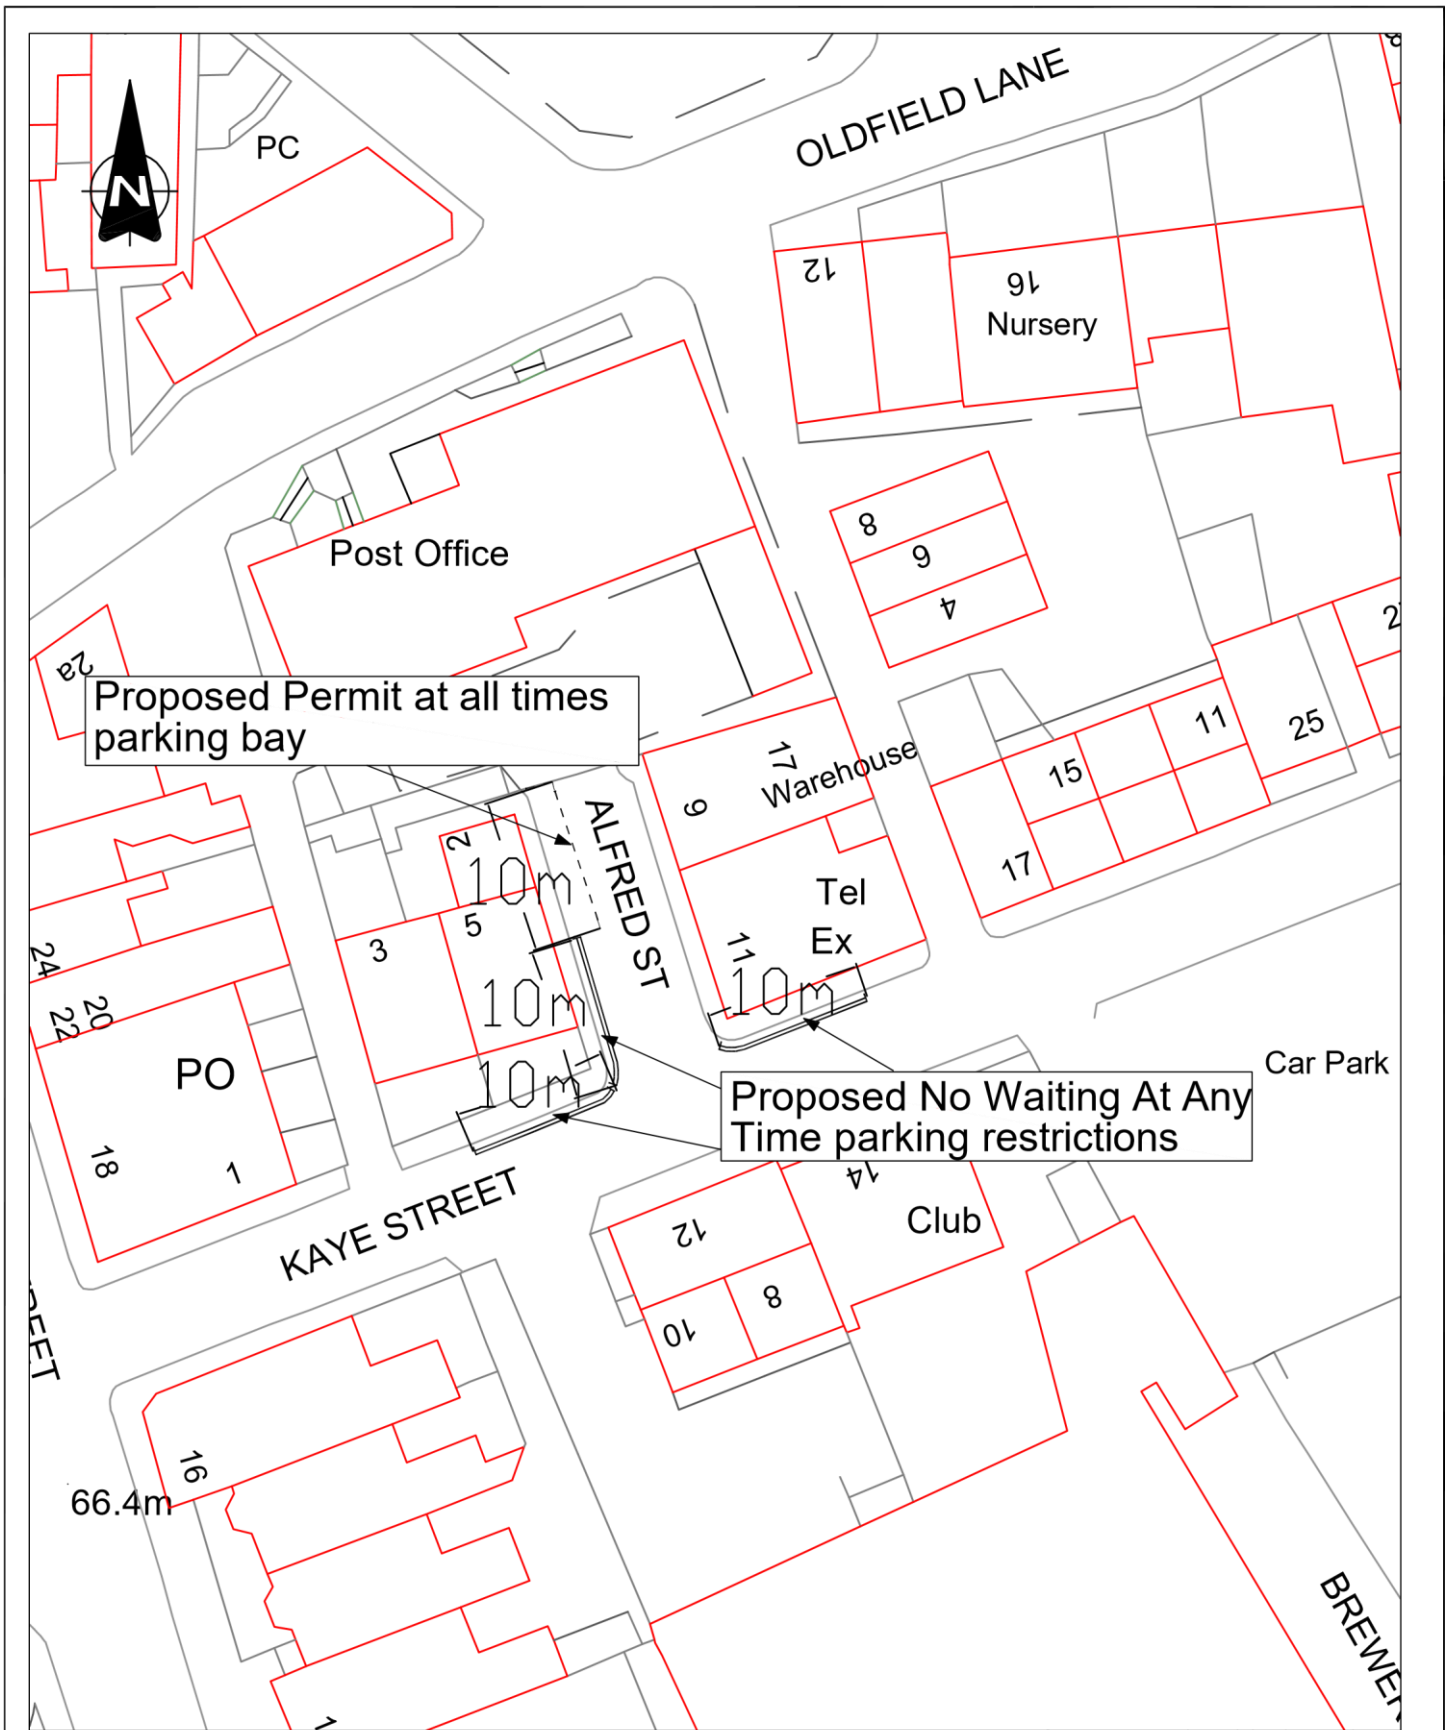 OLDFIELD LANE
PC
N
12
16
Nursery
8
6
4
Post Office
2a
Proposed Permit at all times
parking bay
17
Warehouse
9
11
25
15
17
2
10m
ALFRED ST
Tel
Ex
5
3
11
10m
10m
24
22
20
PO
10m
Car Park
Proposed No Waiting At Any
Time parking restrictions
18
1
14
KAYE STREET
12
Club
8
10
16
66.4m